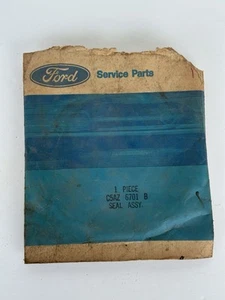 Ford
Service Parts
1 PIECE
C5AZ 6701 B
SEAL ASSY.